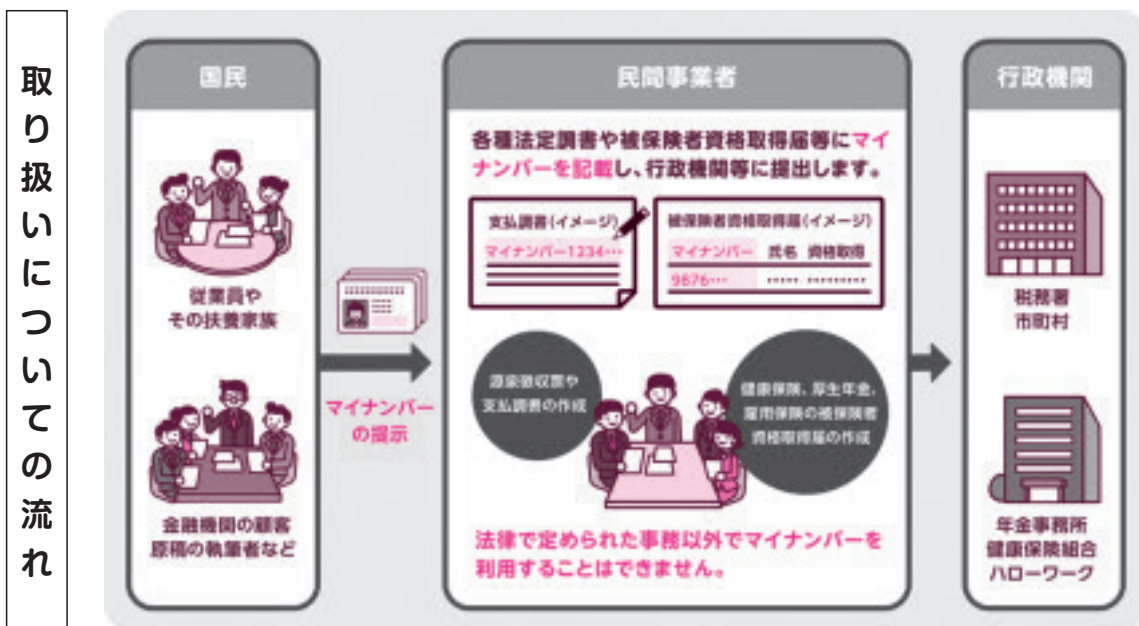 取り扱いについての流れ
国民
従業員や
その扶養家族
金融機関の顧客
原稿の執筆者など
マイナンバー
の提示
民間事業者
各種法定調書や被保険者資格取得届等にマイ
ナンバーを記載し、行政機関等に提出します。
支払調書(イメージ)
マイナンバー1234…
被保険者資格取得届(イメージ)
マイナンバー 氏名 資格取得
9876… ..... .........
源泉徴収票や
支払調書の作成
健康保険、厚生年金、
雇用保険の被保険者
資格取得届の作成
法律で定められた事務以外でマイナンバーを
利用することはできません。
行政機関
税務署
市町村
年金事務所
健康保険組合
ハローワーク